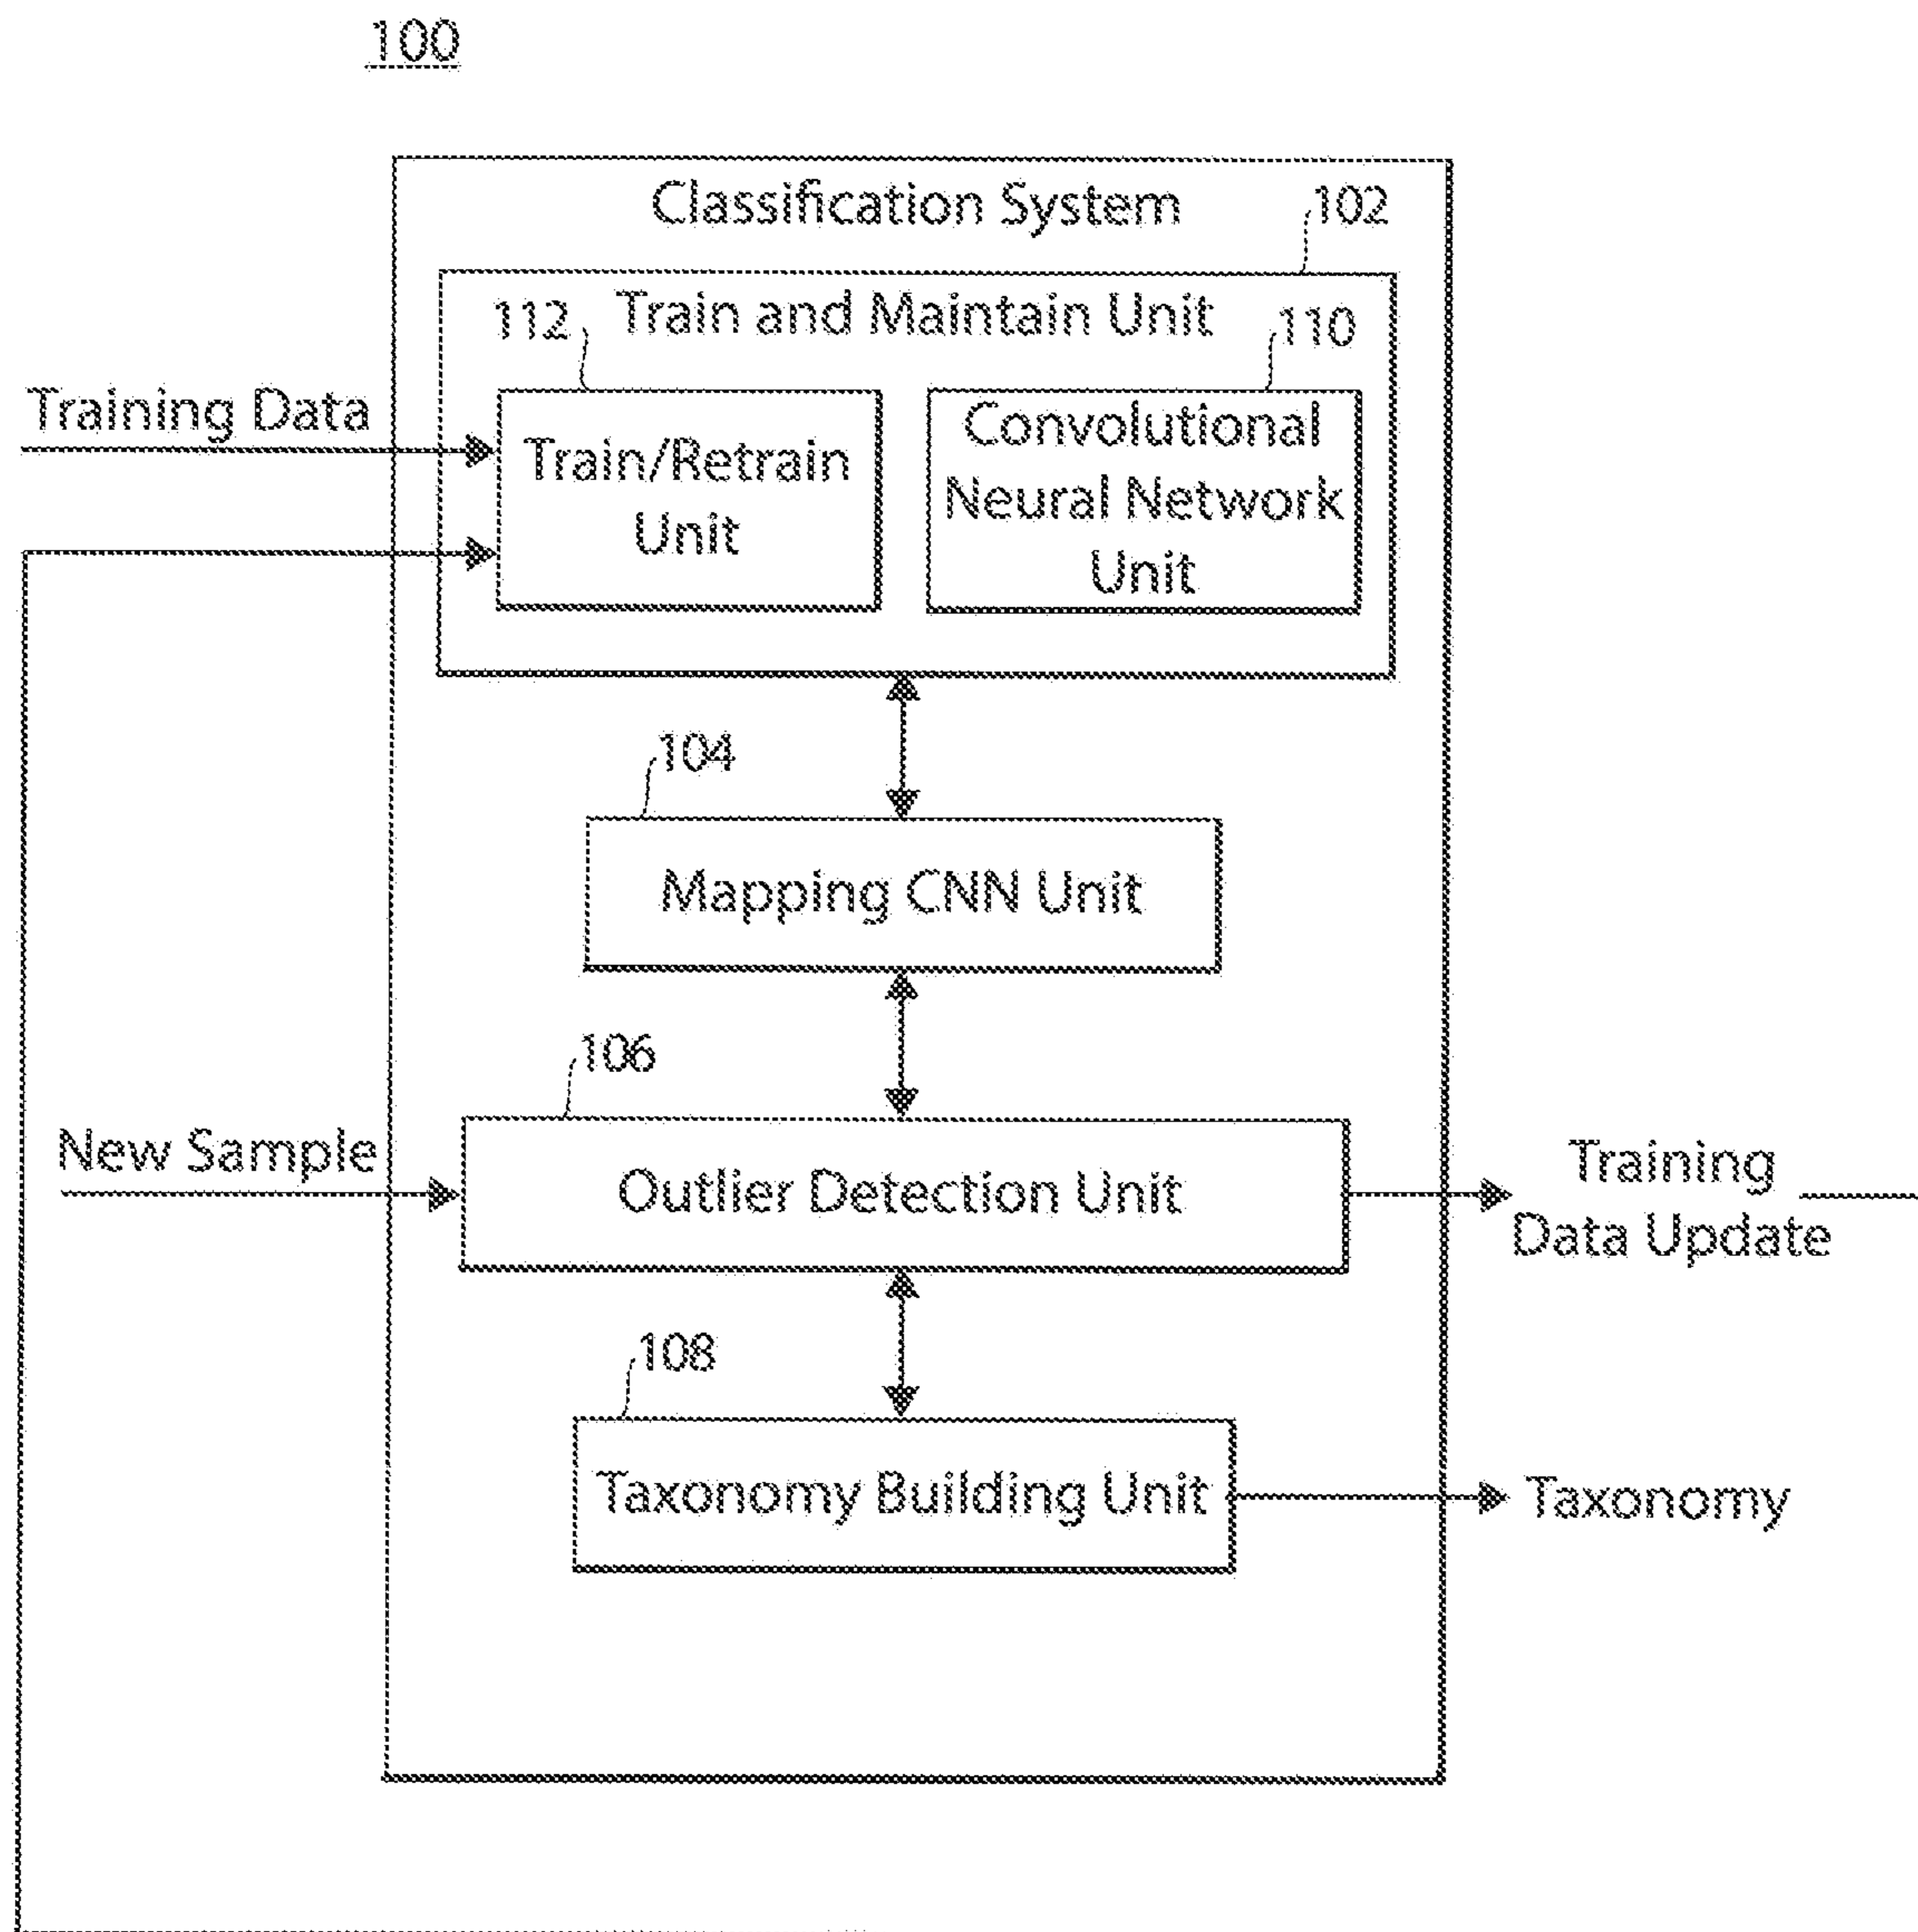 100
Classification System
102
112
Train and Maintain Unit
110
Training Data
Train/Retrain
Unit
Convolutional
Neural Network
Unit
104
Mapping CNN Unit
106
New Sample
Outlier Detection Unit
Training
Data Update
108
Taxonomy Building Unit
Taxonomy